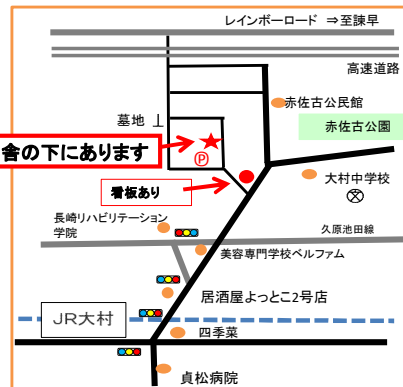 レインボーロード ⇒至諫早
高速道路
赤佐古公民館
墓地
赤佐古公園
舎の下にあります
P
看板あり
大村中学校
文
長崎リハビリテーション
学院
久原池田線
美容専門学校ベルファム
居酒屋よっとこ2号店
JR大村
四季菜
貞松病院